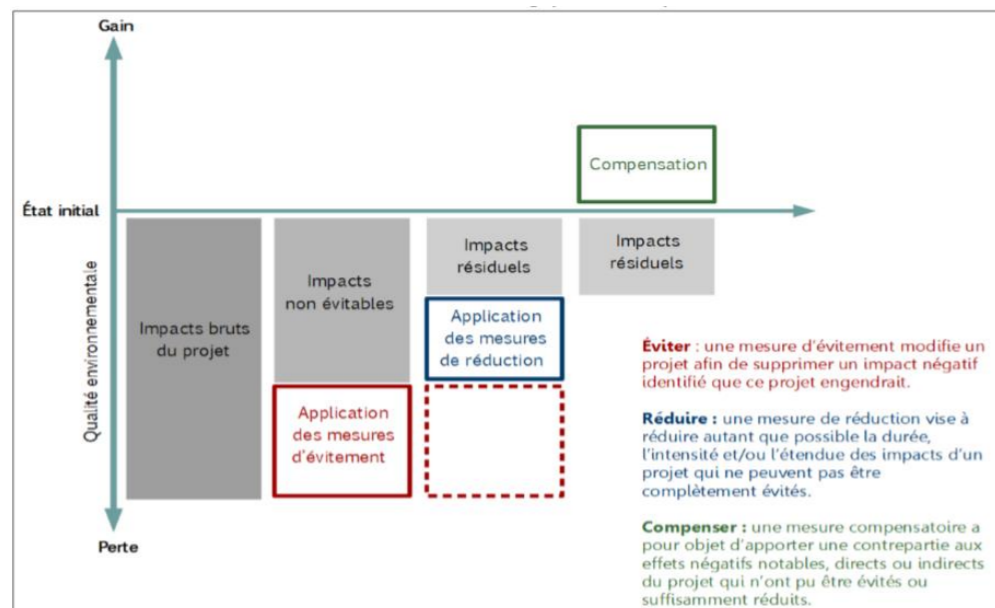 Gain
Compensation
État initial
Qualité environnementale
Impacts bruts
du projet
Impacts
non évitables
Application
des mesures
d'évitement
Impacts
résiduels
Application
des mesures
de réduction
Impacts
résiduels
Perte
Éviter : une mesure d'évitement modifie un
projet afin de supprimer un impact négatif
identifié que ce projet engendrait.
Réduire : une mesure de réduction vise à
réduire autant que possible la durée,
l'intensité et/ou l'étendue des impacts d'un
projet qui ne peuvent pas être
complètement évités.
Compenser : une mesure compensatoire a
pour objet d'apporter une contrepartie aux
effets négatifs notables, directs ou indirects
du projet qui n'ont pu être évités ou
suffisamment réduits.